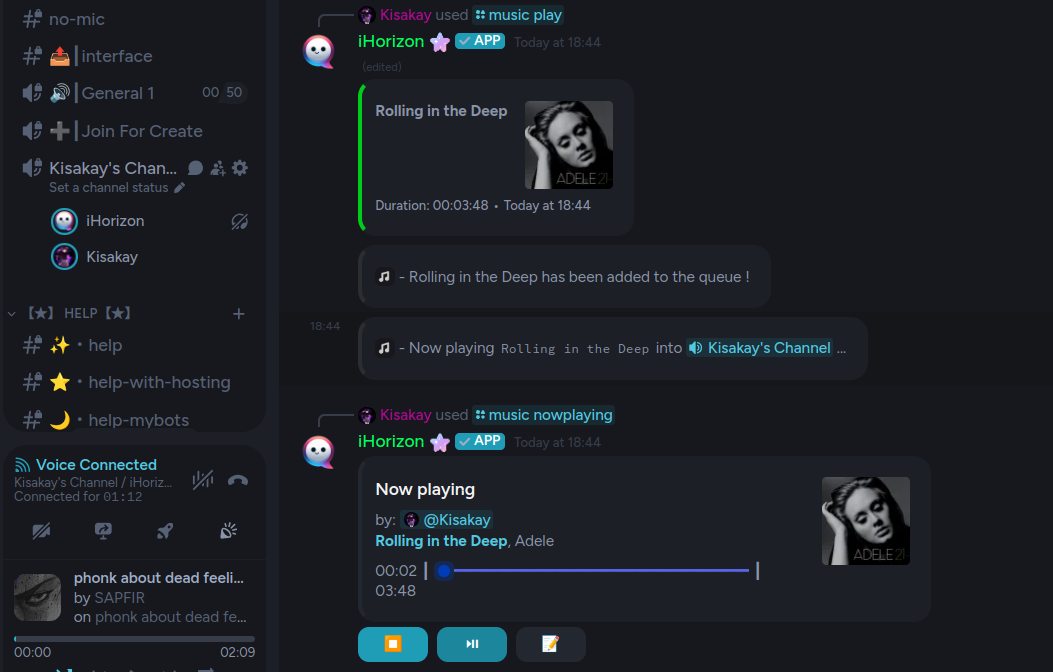 no-mic
interface
General 1
00 50
Join For Create
Kisakay's Chan...
Set a channel status
iHorizon
Kisakay
【★】 HELP【★】
• help
• help-with-hosting
• help-mybots
Voice Connected
Kisakay's Channel / iHoriz...
Connected for 01:12
phonk about dead feeli...
by SAPFIR
on phonk about dead fe...
00:00 02:09
Kisakay used music play
iHorizon APP Today at 18:44
(edited)
Rolling in the Deep
ADELE 21
Duration: 00:03:48 • Today at 18:44
- Rolling in the Deep has been added to the queue !
18:44
- Now playing Rolling in the Deep into Kisakay's Channel ...
Kisakay used music nowplaying
iHorizon APP Today at 18:44
Now playing
by: @Kisakay
Rolling in the Deep, Adele
ADELE 21
00:02 | |
03:48